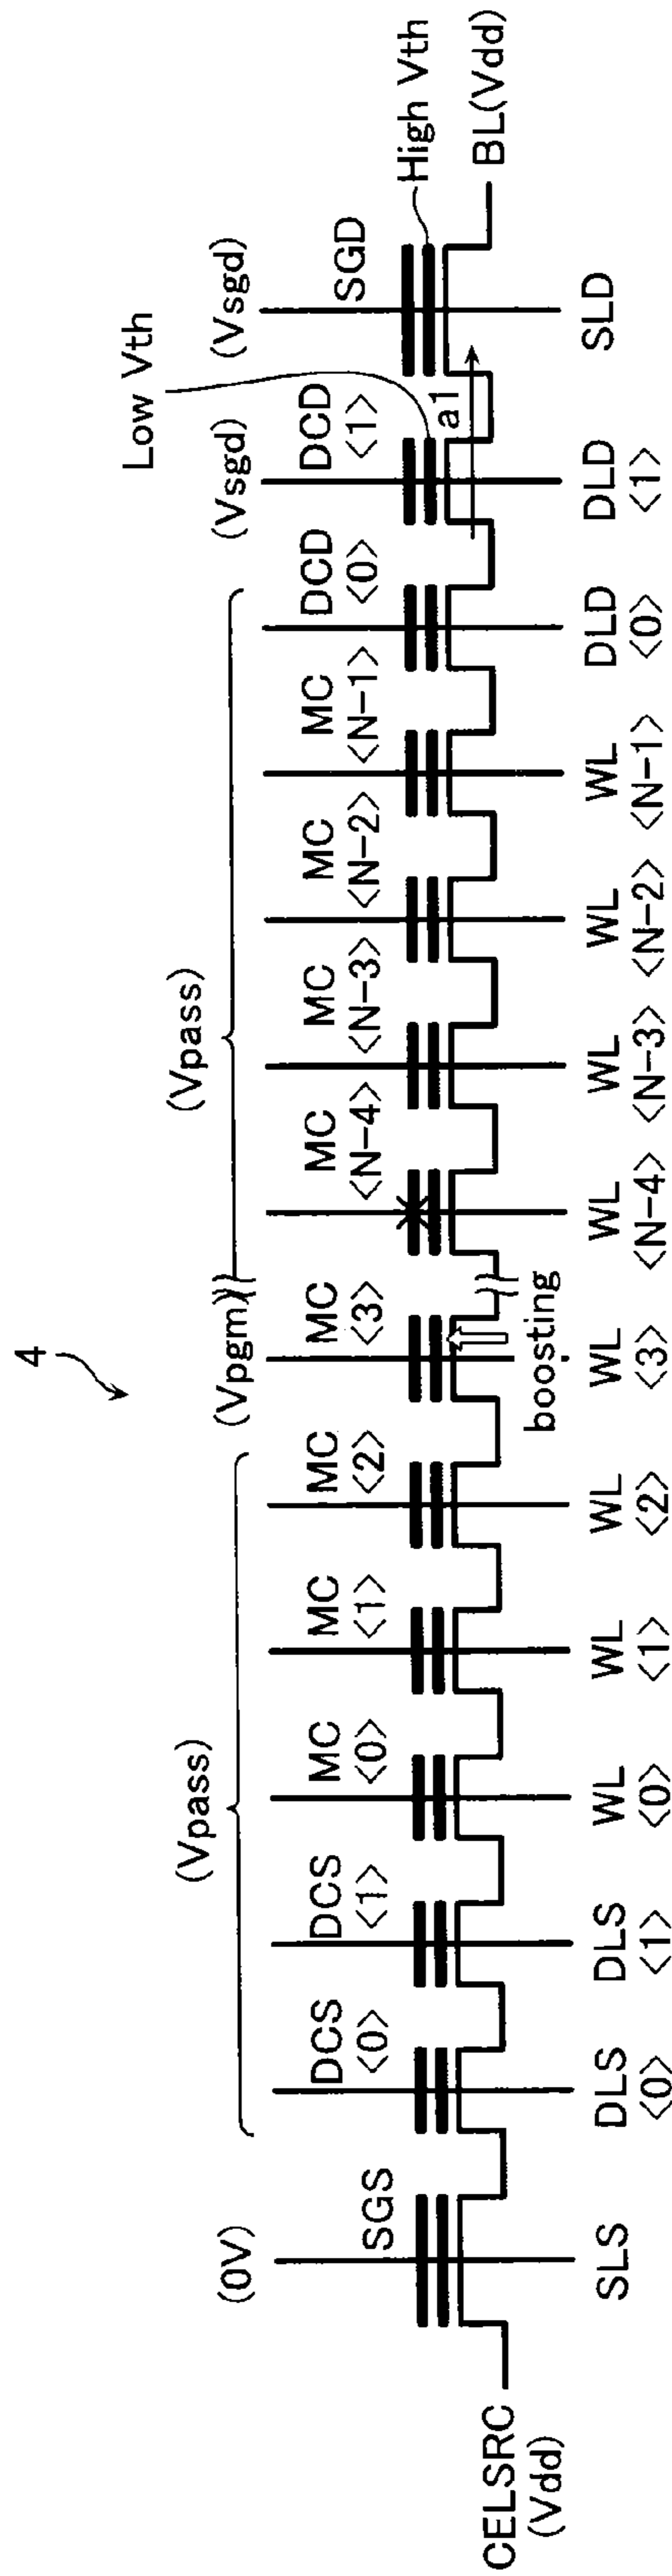 4
Low Vth
High Vth
(0V)
(Vpass)
(Vpgm)
(Vpass)
(Vsgd)
(Vsgd)
SGS
DCS
<0>
DCS
<1>
MC
<0>
MC
<1>
MC
<2>
MC
<3>
MC
<N-4>
MC
<N-3>
MC
<N-2>
MC
<N-1>
DCD
<0>
DCD
<1>
SGD
a1
boosting
CELSRC
(Vdd)
BL(Vdd)
SLS
DLS
<0>
DLS
<1>
WL
<0>
WL
<1>
WL
<2>
WL
<3>
WL
<N-4>
WL
<N-3>
WL
<N-2>
WL
<N-1>
DLD
<0>
DLD
<1>
SLD